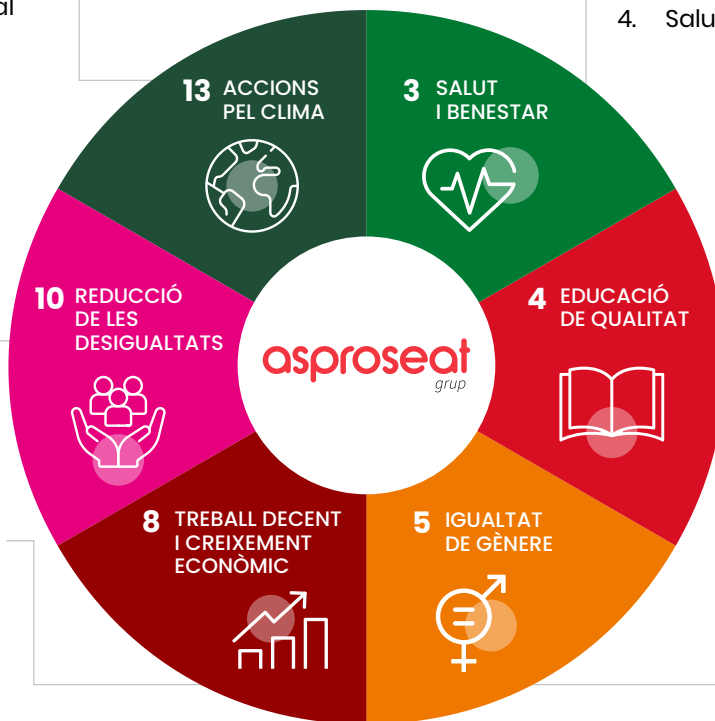 4. Salu
13 ACCIONS
PEL CLIMA
3 SALUT
I BENESTAR
10 REDUCCIÓ
DE LES
DESIGUALTATS
4 EDUCACIÓ
DE QUALITAT
asproseat
grup
8 TREBALL DECENT
I CREIXEMENT
ECONÒMIC
5 IGUALTAT
DE GÈNERE